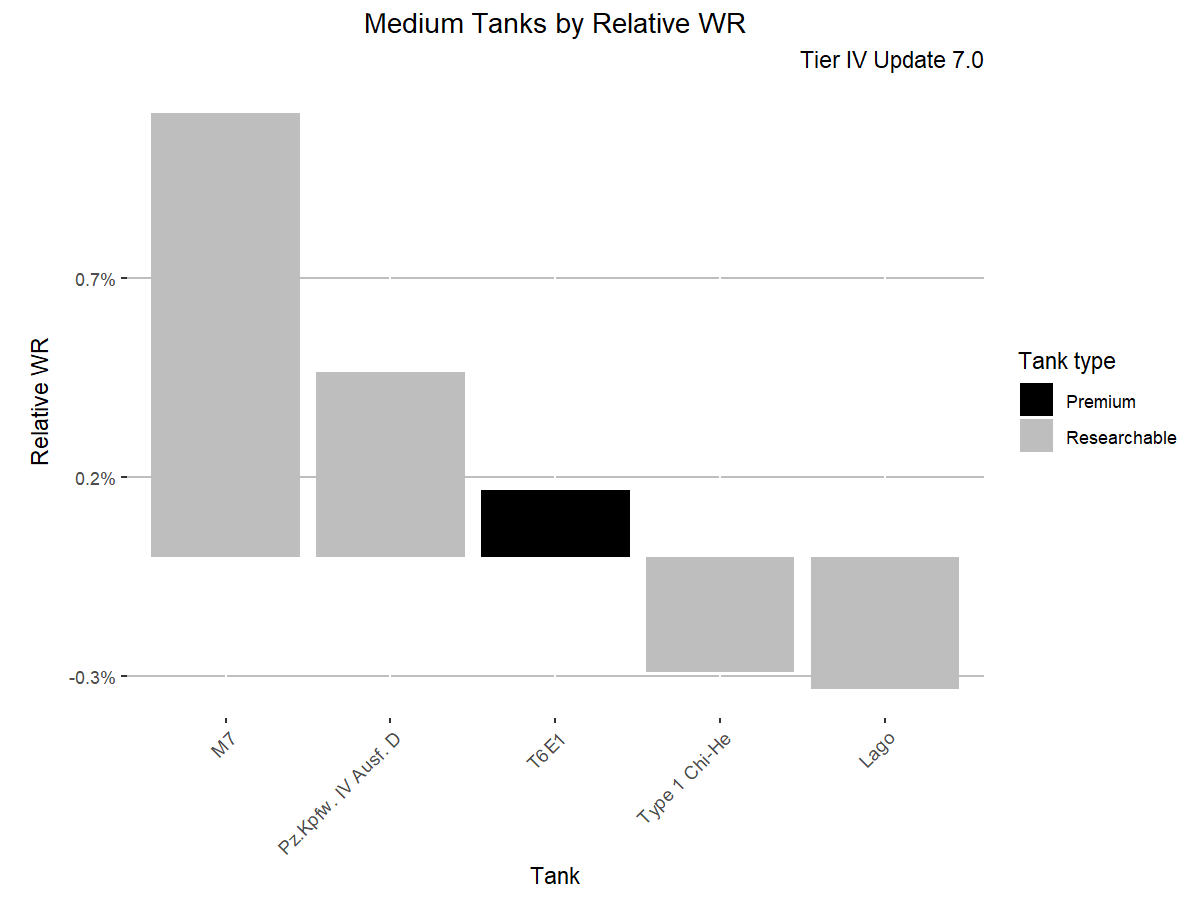 Medium Tanks by Relative WR
Tier IV Update 7.0
Relative WR
0.7%
0.2%
-0.3%
M7
Pz.Kpfw. IV Ausf. D
T6E1
Type 1 Chi-He
Lago
Tank
Tank type
Premium
Researchable